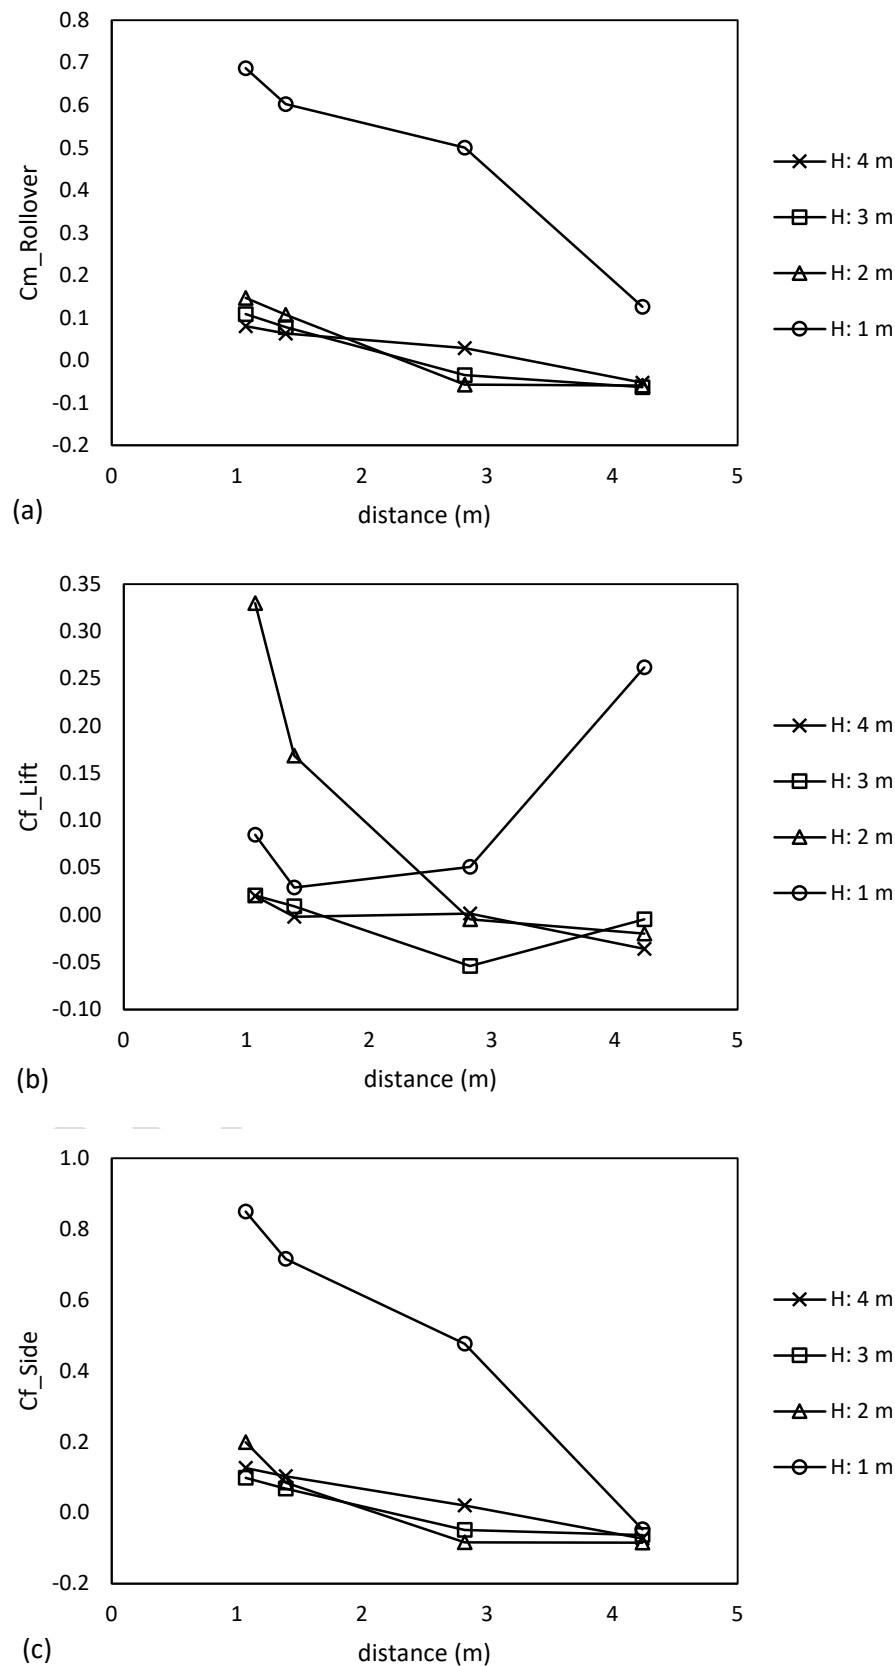 0.8
0.7
0.6
0.5
0.4
0.3
0.2
0.1
0.0
-0.1
-0.2
Cm_Rollover
0 1 2 3 4 5
distance (m)
(a)
H: 4 m
H: 3 m
H: 2 m
H: 1 m
0.35
0.30
0.25
0.20
0.15
0.10
0.05
0.00
-0.05
-0.10
Cf_Lift
0 1 2 3 4 5
distance (m)
(b)
H: 4 m
H: 3 m
H: 2 m
H: 1 m
1.0
0.8
0.6
0.4
0.2
0.0
-0.2
Cf_Side
0 1 2 3 4 5
distance (m)
(c)
H: 4 m
H: 3 m
H: 2 m
H: 1 m